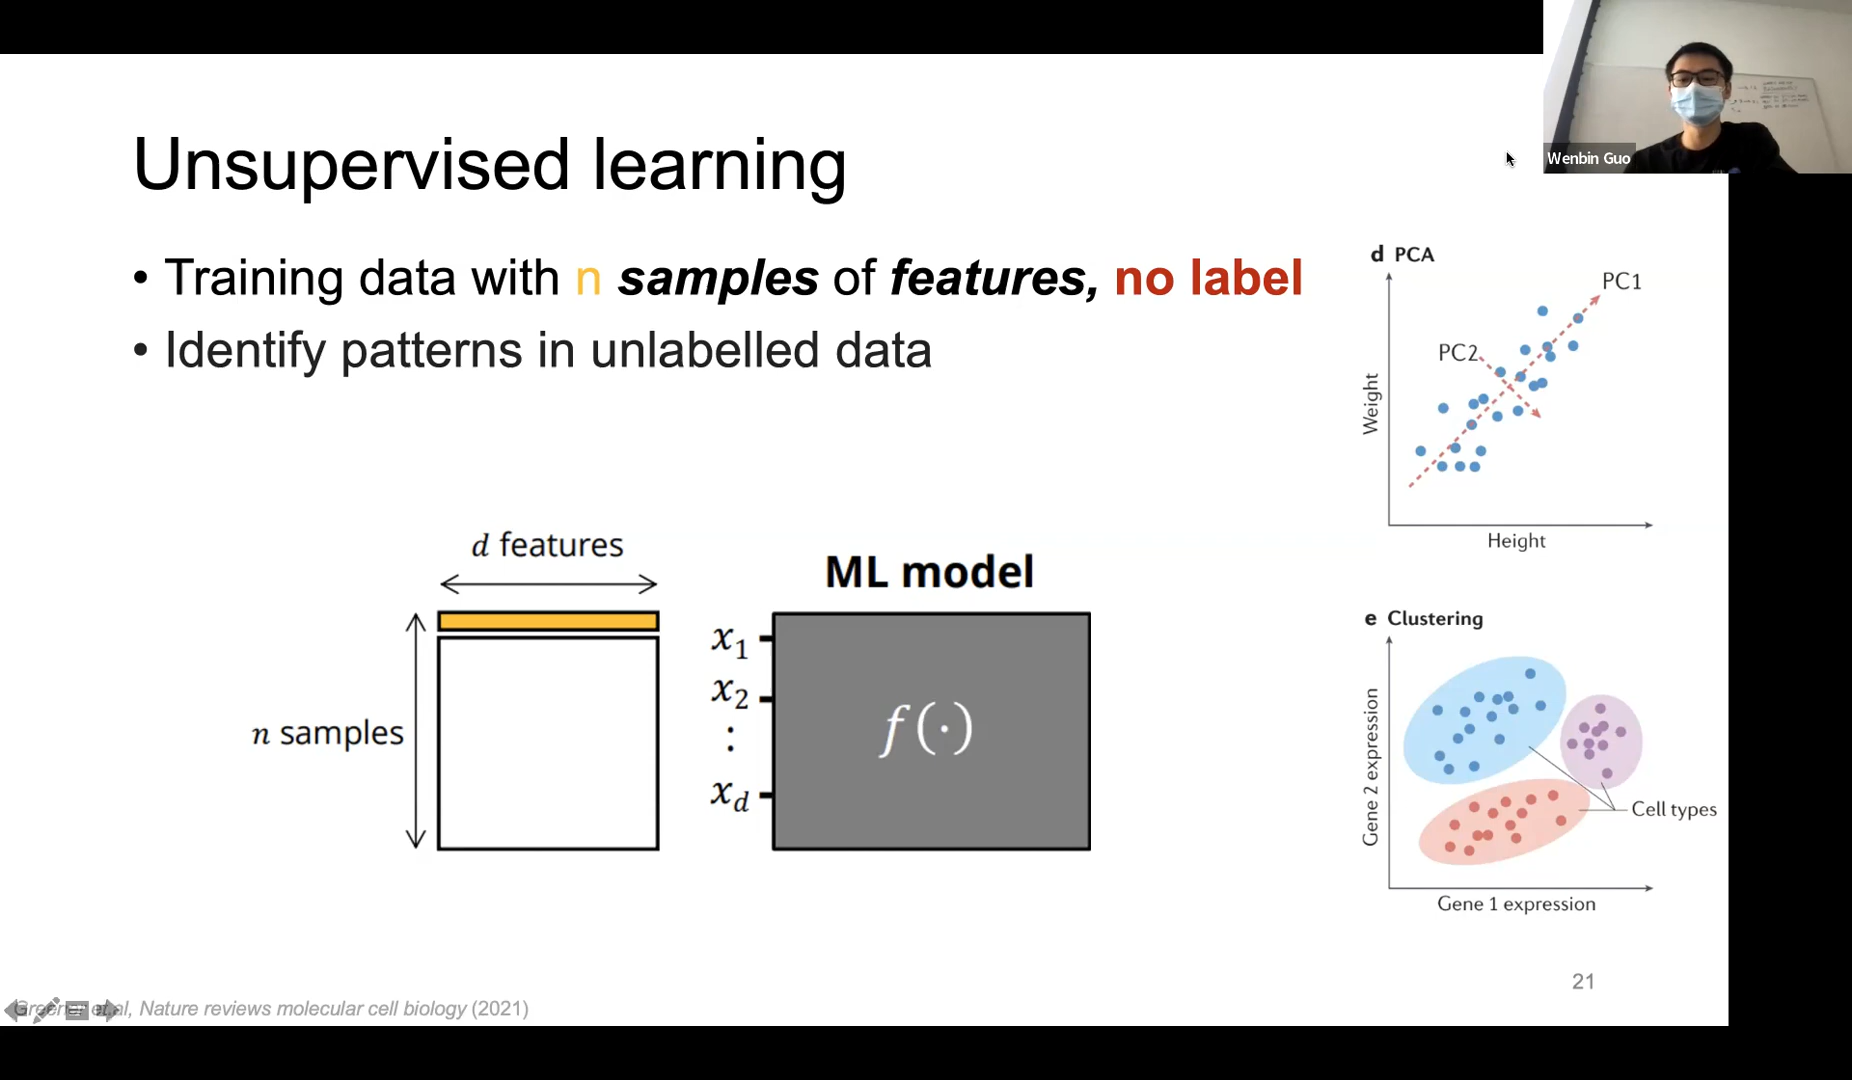 Wenbin Guo
Unsupervised learning
• Training data with n samples of features, no label
• Identify patterns in unlabelled data
d PCA
PC1
PC2
Weight
Height
d features
n samples
ML model
x1
x2
:
xd
f(·)
e Clustering
Gene 2 expression
Cell types
Gene 1 expression
21
Greener et al, Nature reviews molecular cell biology (2021)